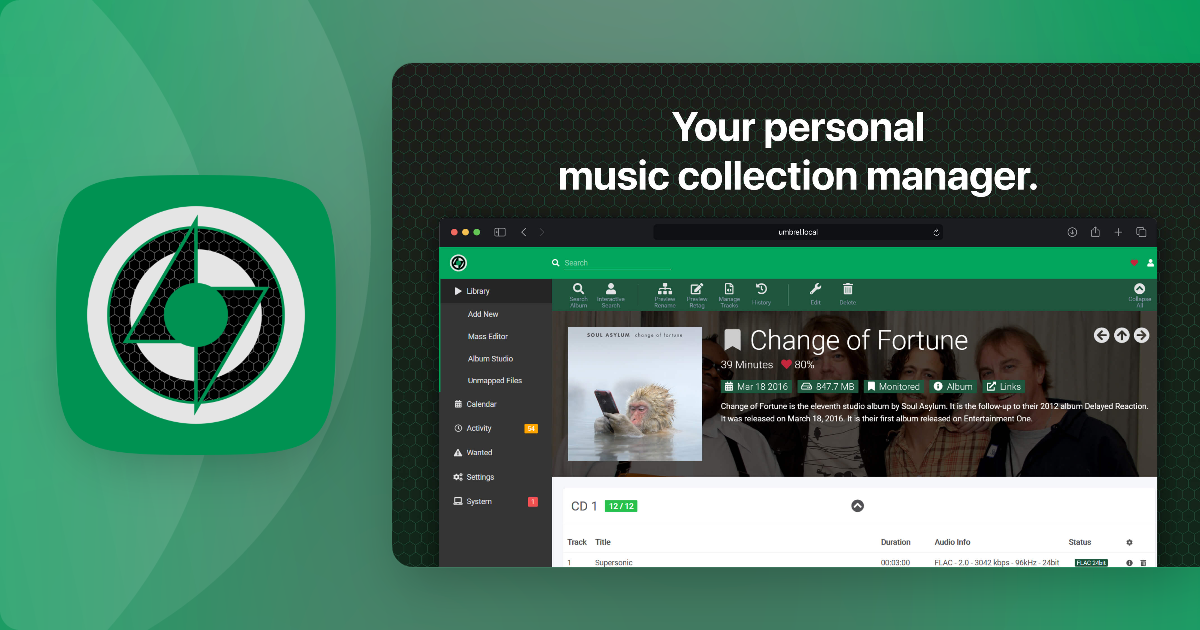 Your personal
music collection manager.
umbrel.local
Search
Library
Add New
Mass Editor
Album Studio
Unmapped Files
Calendar
Activity 54
Wanted
Settings
System 1
Search Album
Interactive Search
Preview Rename
Preview Retag
Manage Tracks
History
Edit
Delete
Collapse All
SOUL ASYLUM change of fortune
Change of Fortune
39 Minutes 80%
Mar 18 2016 847.7 MB Monitored Album Links
Change of Fortune is the eleventh studio album by Soul Asylum. It is the follow-up to their 2012 album Delayed Reaction.
It was released on March 18, 2016. It is their first album released on Entertainment One.
CD 1 12 / 12
Track Title Duration Audio Info Status
1 Supersonic 00:03:00 FLAC - 2.0 - 3042 kbps - 96kHz - 24bit FLAC 24bit